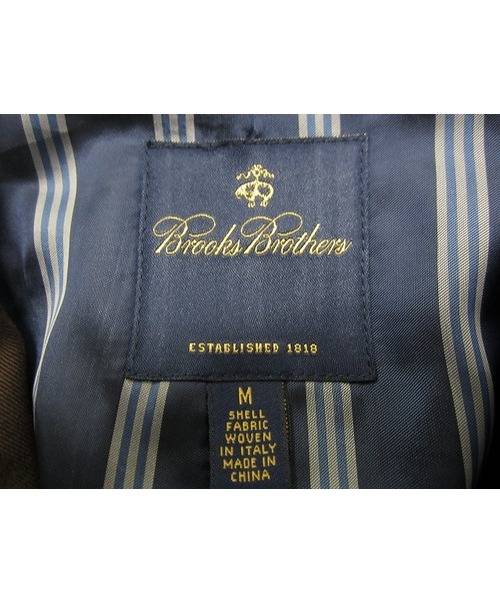 Brooks Brothers
ESTABLISHED 1818
M
SHELL
FABRIC
WOVEN
IN ITALY
MADE IN
CHINA